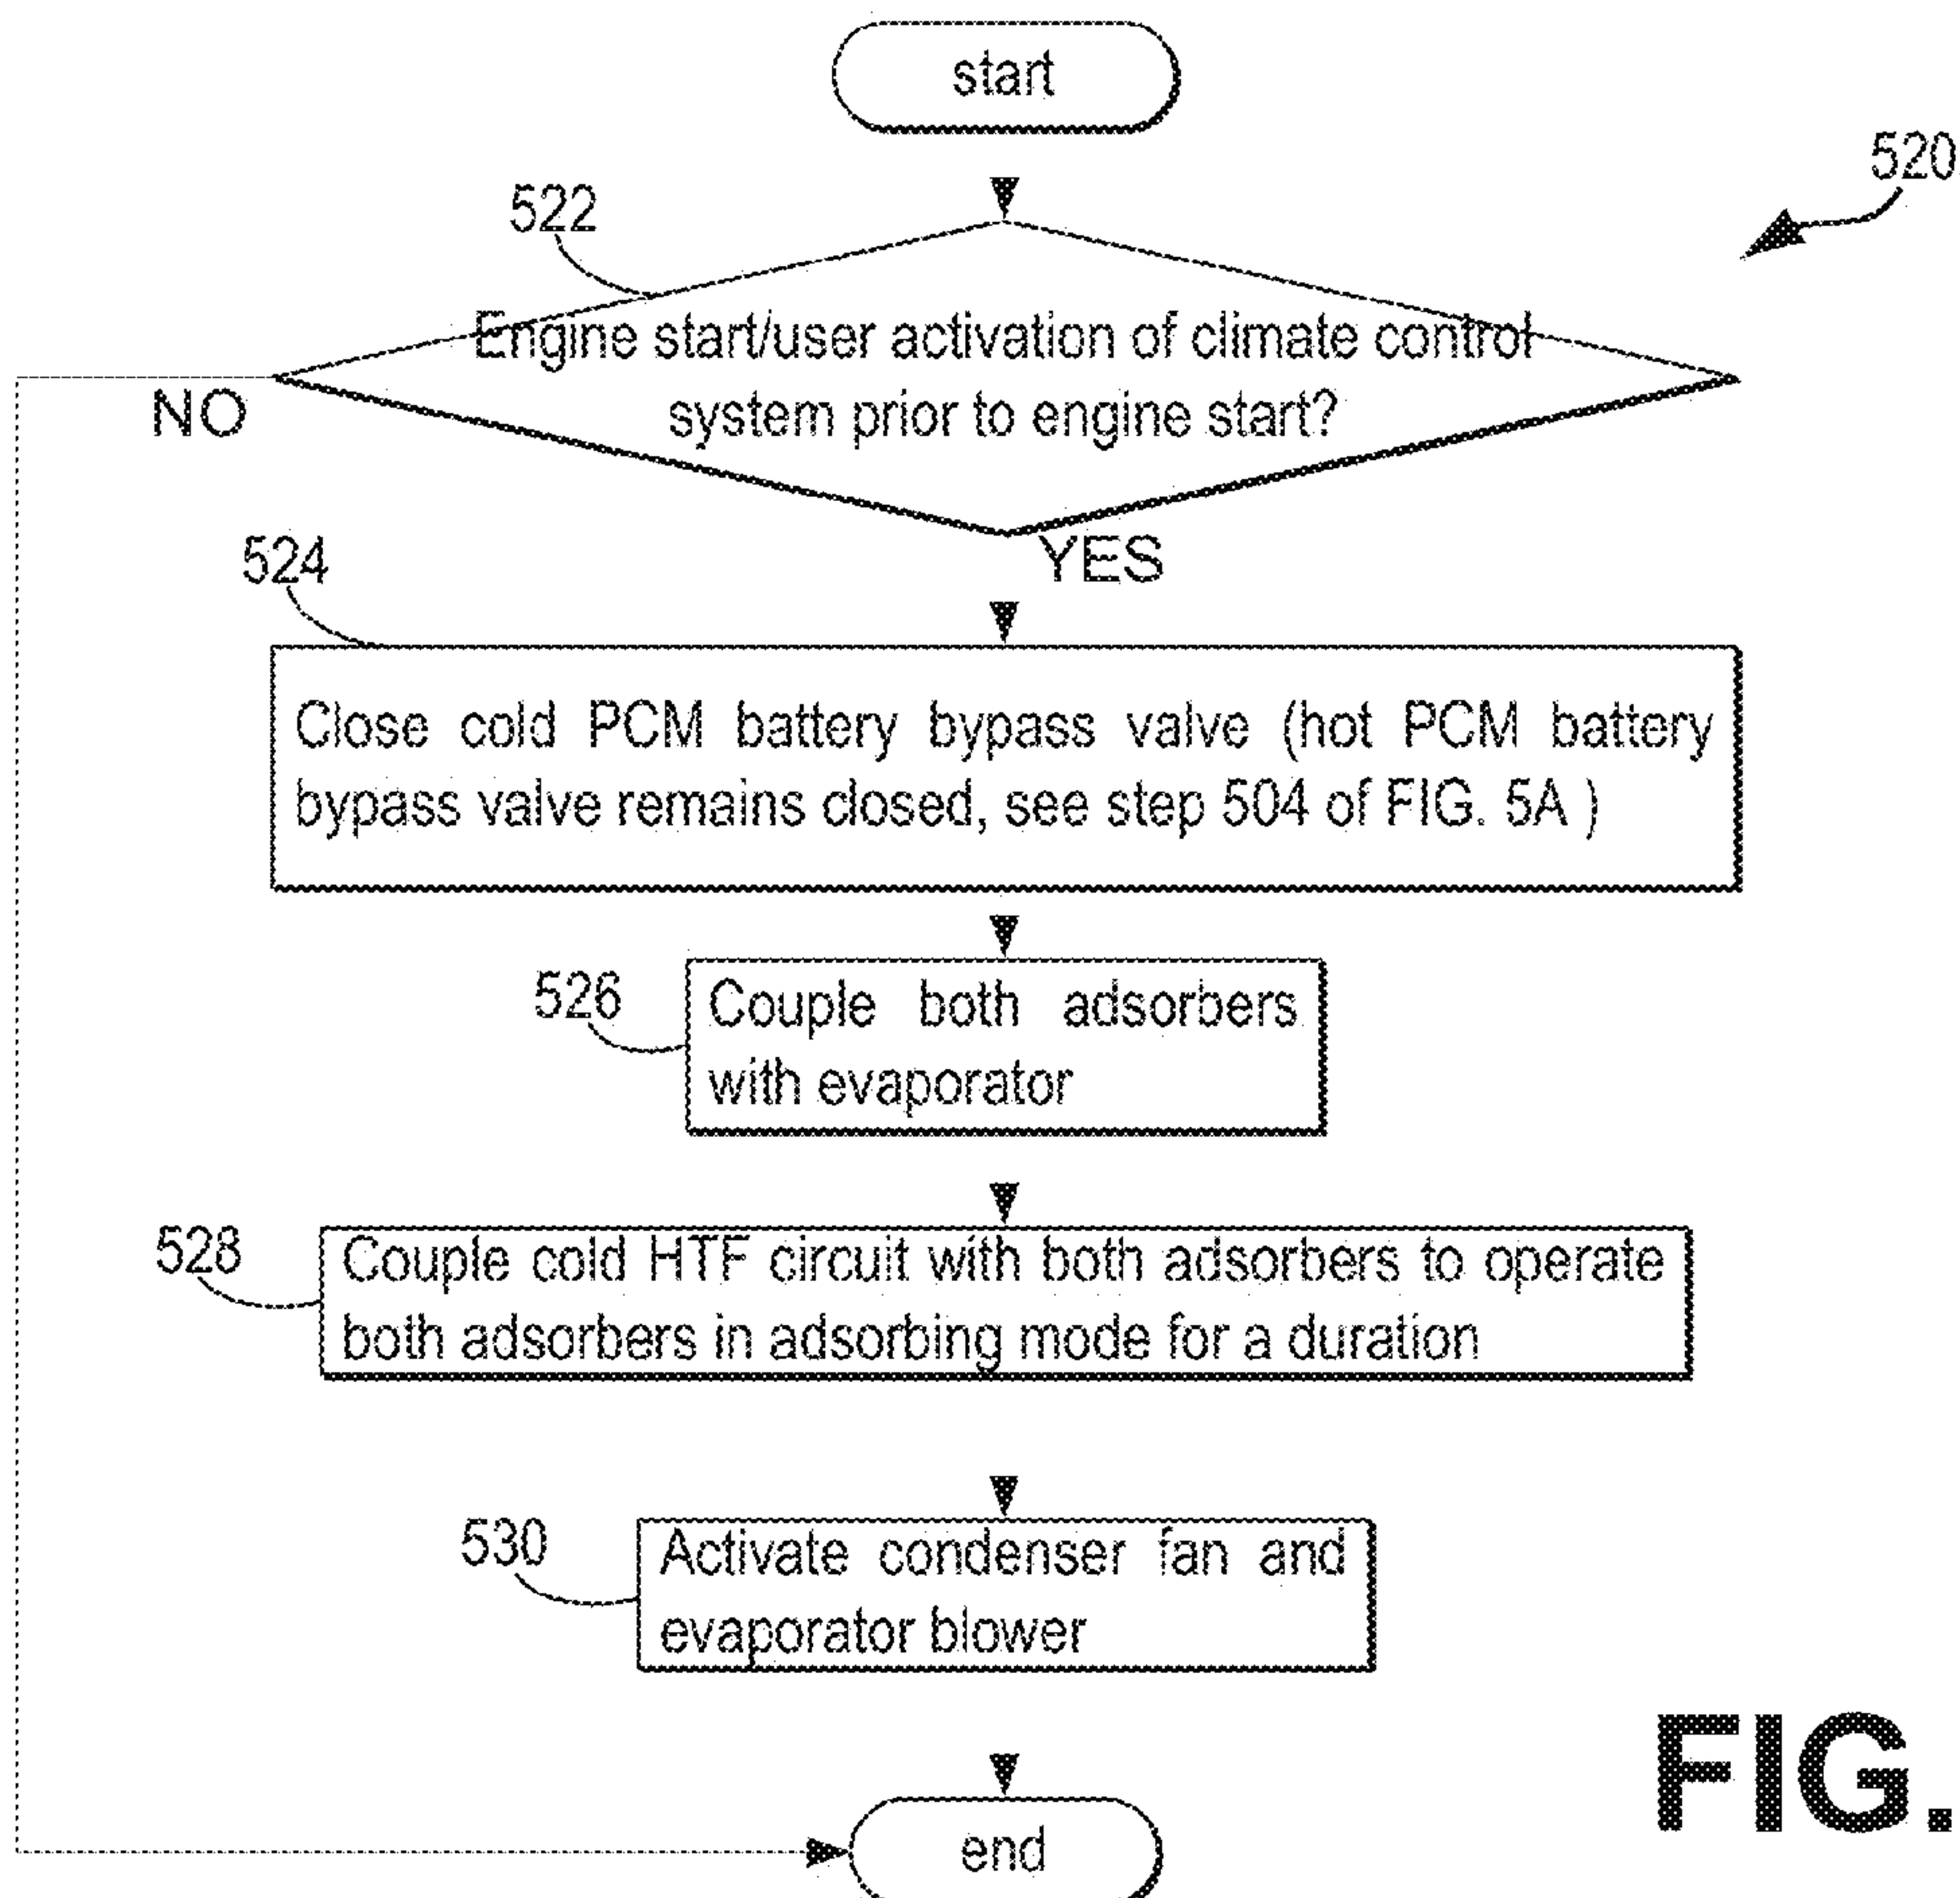 start
520
522
Engine start/user activation of climate control
system prior to engine start?
NO
YES
524
Close cold PCM battery bypass valve (hot PCM battery
bypass valve remains closed, see step 504 of FIG. 5A )
526
Couple both adsorbers
with evaporator
528
Couple cold HTF circuit with both adsorbers to operate
both adsorbers in adsorbing mode for a duration
530
Activate condenser fan and
evaporator blower
FIG.
end